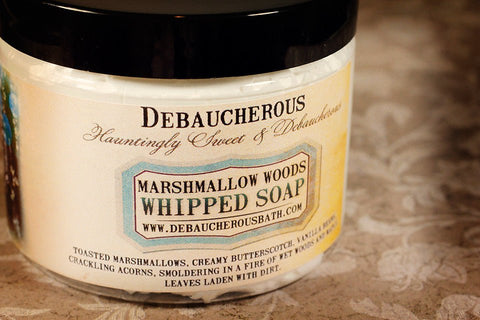 DEBAUCHEROUS
Hauntingly Sweet & Debaucherous
MARSHMALLOW WOODS
WHIPPED SOAP
WWW.DEBAUCHEROUSBATH.COM
TOASTED MARSHMALLOWS, CREAMY BUTTERSCOTCH, VANILLA BEANS,
CRACKLING ACORNS, SMOLDERING IN A FIRE OF WET WOODS AND
LEAVES LADEN WITH DIRT.